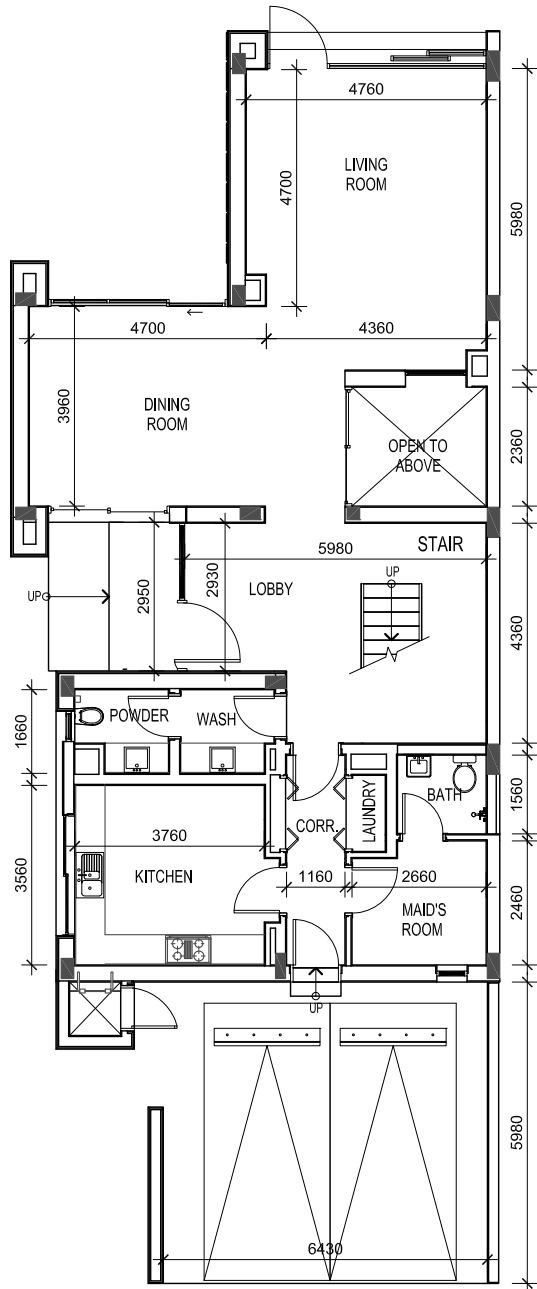 4760
LIVING
ROOM
4700
5980
4700
4360
3960
DINING
ROOM
OPEN TO
ABOVE
2360
5980
STAIR
UP
LOBBY
UP
2950
2930
4360
POWDER
WASH
1660
BATH
1560
LAUNDRY
CORR.
3760
KITCHEN
3560
1160
2660
MAID'S
ROOM
2460
UP
5980
6430